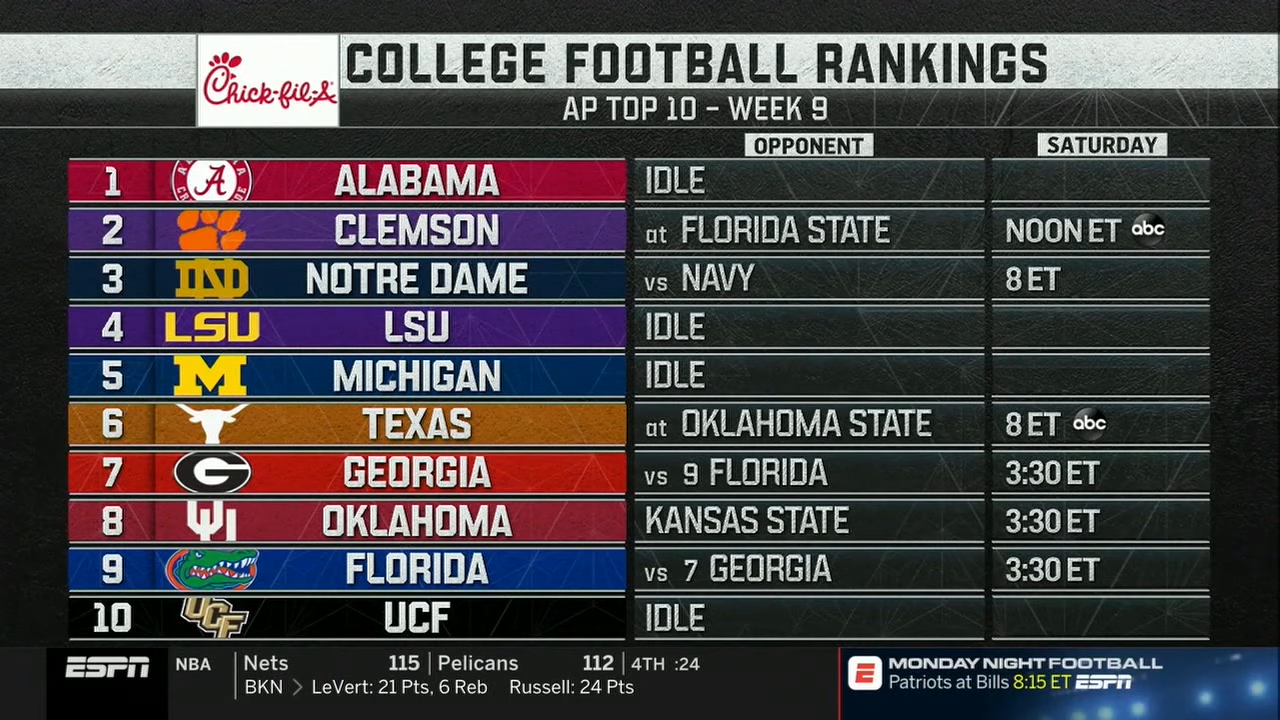 Chick-fil-A
COLLEGE FOOTBALL RANKINGS
AP TOP 10 – WEEK 9
OPPONENT SATURDAY
1 A ALABAMA IDLE
2 CLEMSON at FLORIDA STATE NOON ET abc
3 ND NOTRE DAME vs NAVY 8 ET
4 LSU LSU IDLE
5 M MICHIGAN IDLE
6 TEXAS at OKLAHOMA STATE 8 ET abc
7 G GEORGIA vs 9 FLORIDA 3:30 ET
8 OU OKLAHOMA KANSAS STATE 3:30 ET
9 FLORIDA vs 7 GEORGIA 3:30 ET
10 UCF UCF IDLE
ESPN NBA Nets 115 Pelicans 112 4TH :24
BKN > LeVert: 21 Pts, 6 Reb Russell: 24 Pts
E MONDAY NIGHT FOOTBALL
Patriots at Bills 8:15 ET ESPN